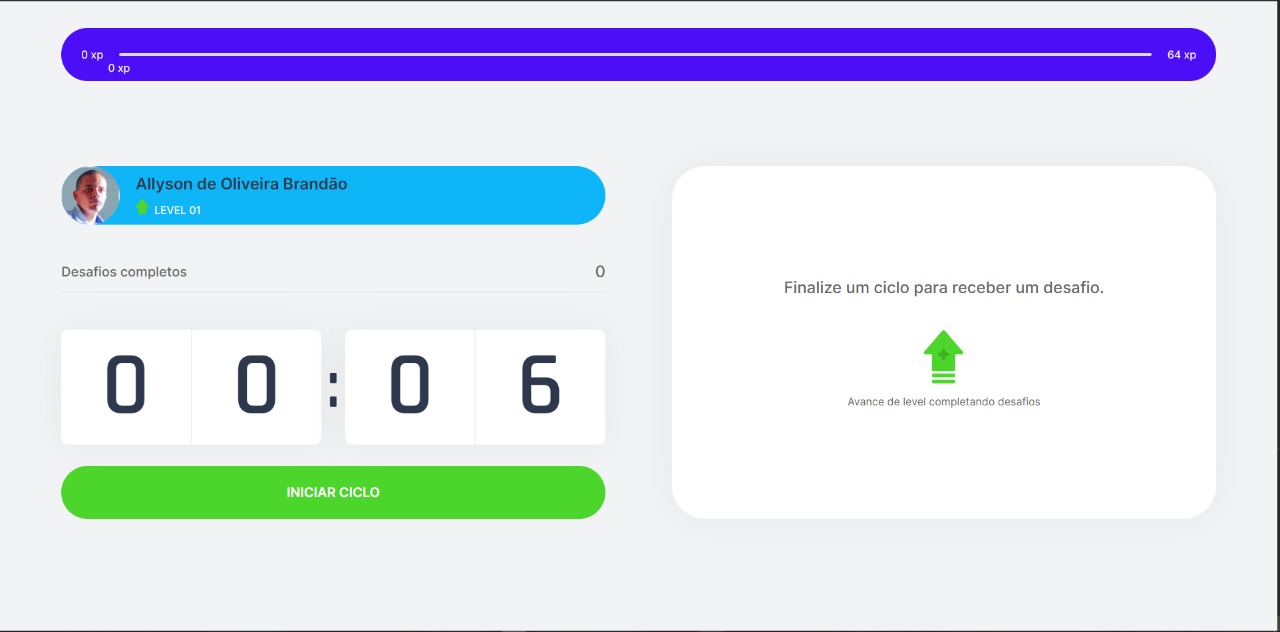 0 xp
64 xp
0 xp
Allyson de Oliveira Brandão
LEVEL 01
Desafios completos
0
0 0 : 0 6
INICIAR CICLO
Finalize um ciclo para receber um desafio.
Avance de level completando desafios